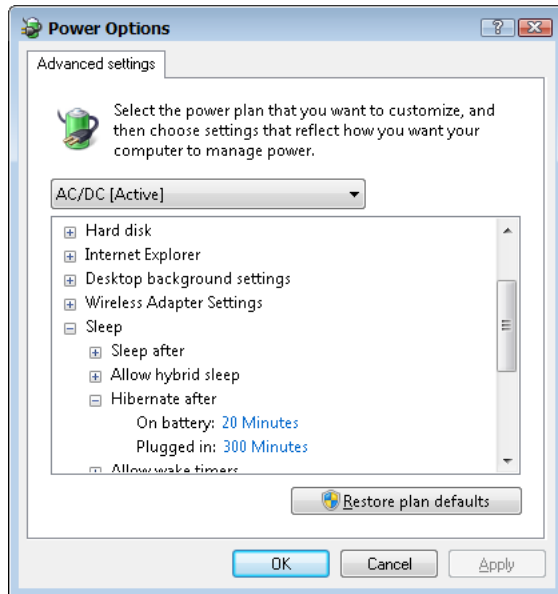 Power Options
Advanced settings
Select the power plan that you want to customize, and
then choose settings that reflect how you want your
computer to manage power.
AC/DC [Active]
Hard disk
Internet Explorer
Desktop background settings
Wireless Adapter Settings
Sleep
Sleep after
Allow hybrid sleep
Hibernate after
On battery: 20 Minutes
Plugged in: 300 Minutes
Allow wake timers
Restore plan defaults
OK Cancel Apply